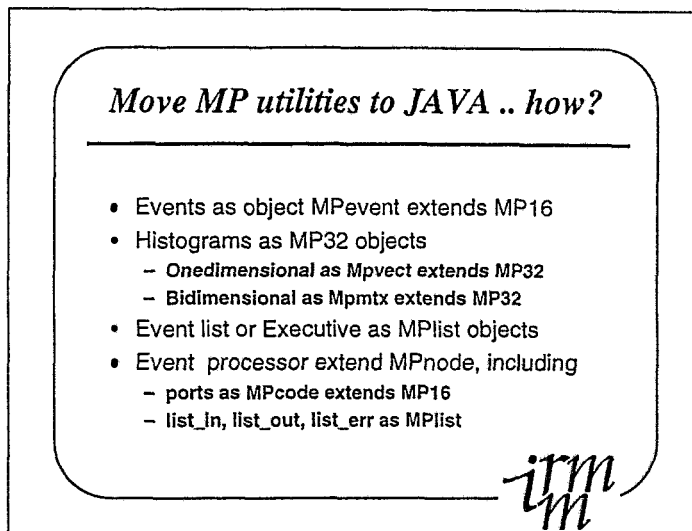 Move MP utilities to JAVA .. how?
• Events as object MPevent extends MP16
• Histograms as MP32 objects
– Onedimensional as Mpvect extends MP32
– Bidimensional as Mpmtx extends MP32
• Event list or Executive as MPlist objects
• Event processor extend MPnode, including
– ports as MPcode extends MP16
– list_in, list_out, list_err as MPlist
irmm